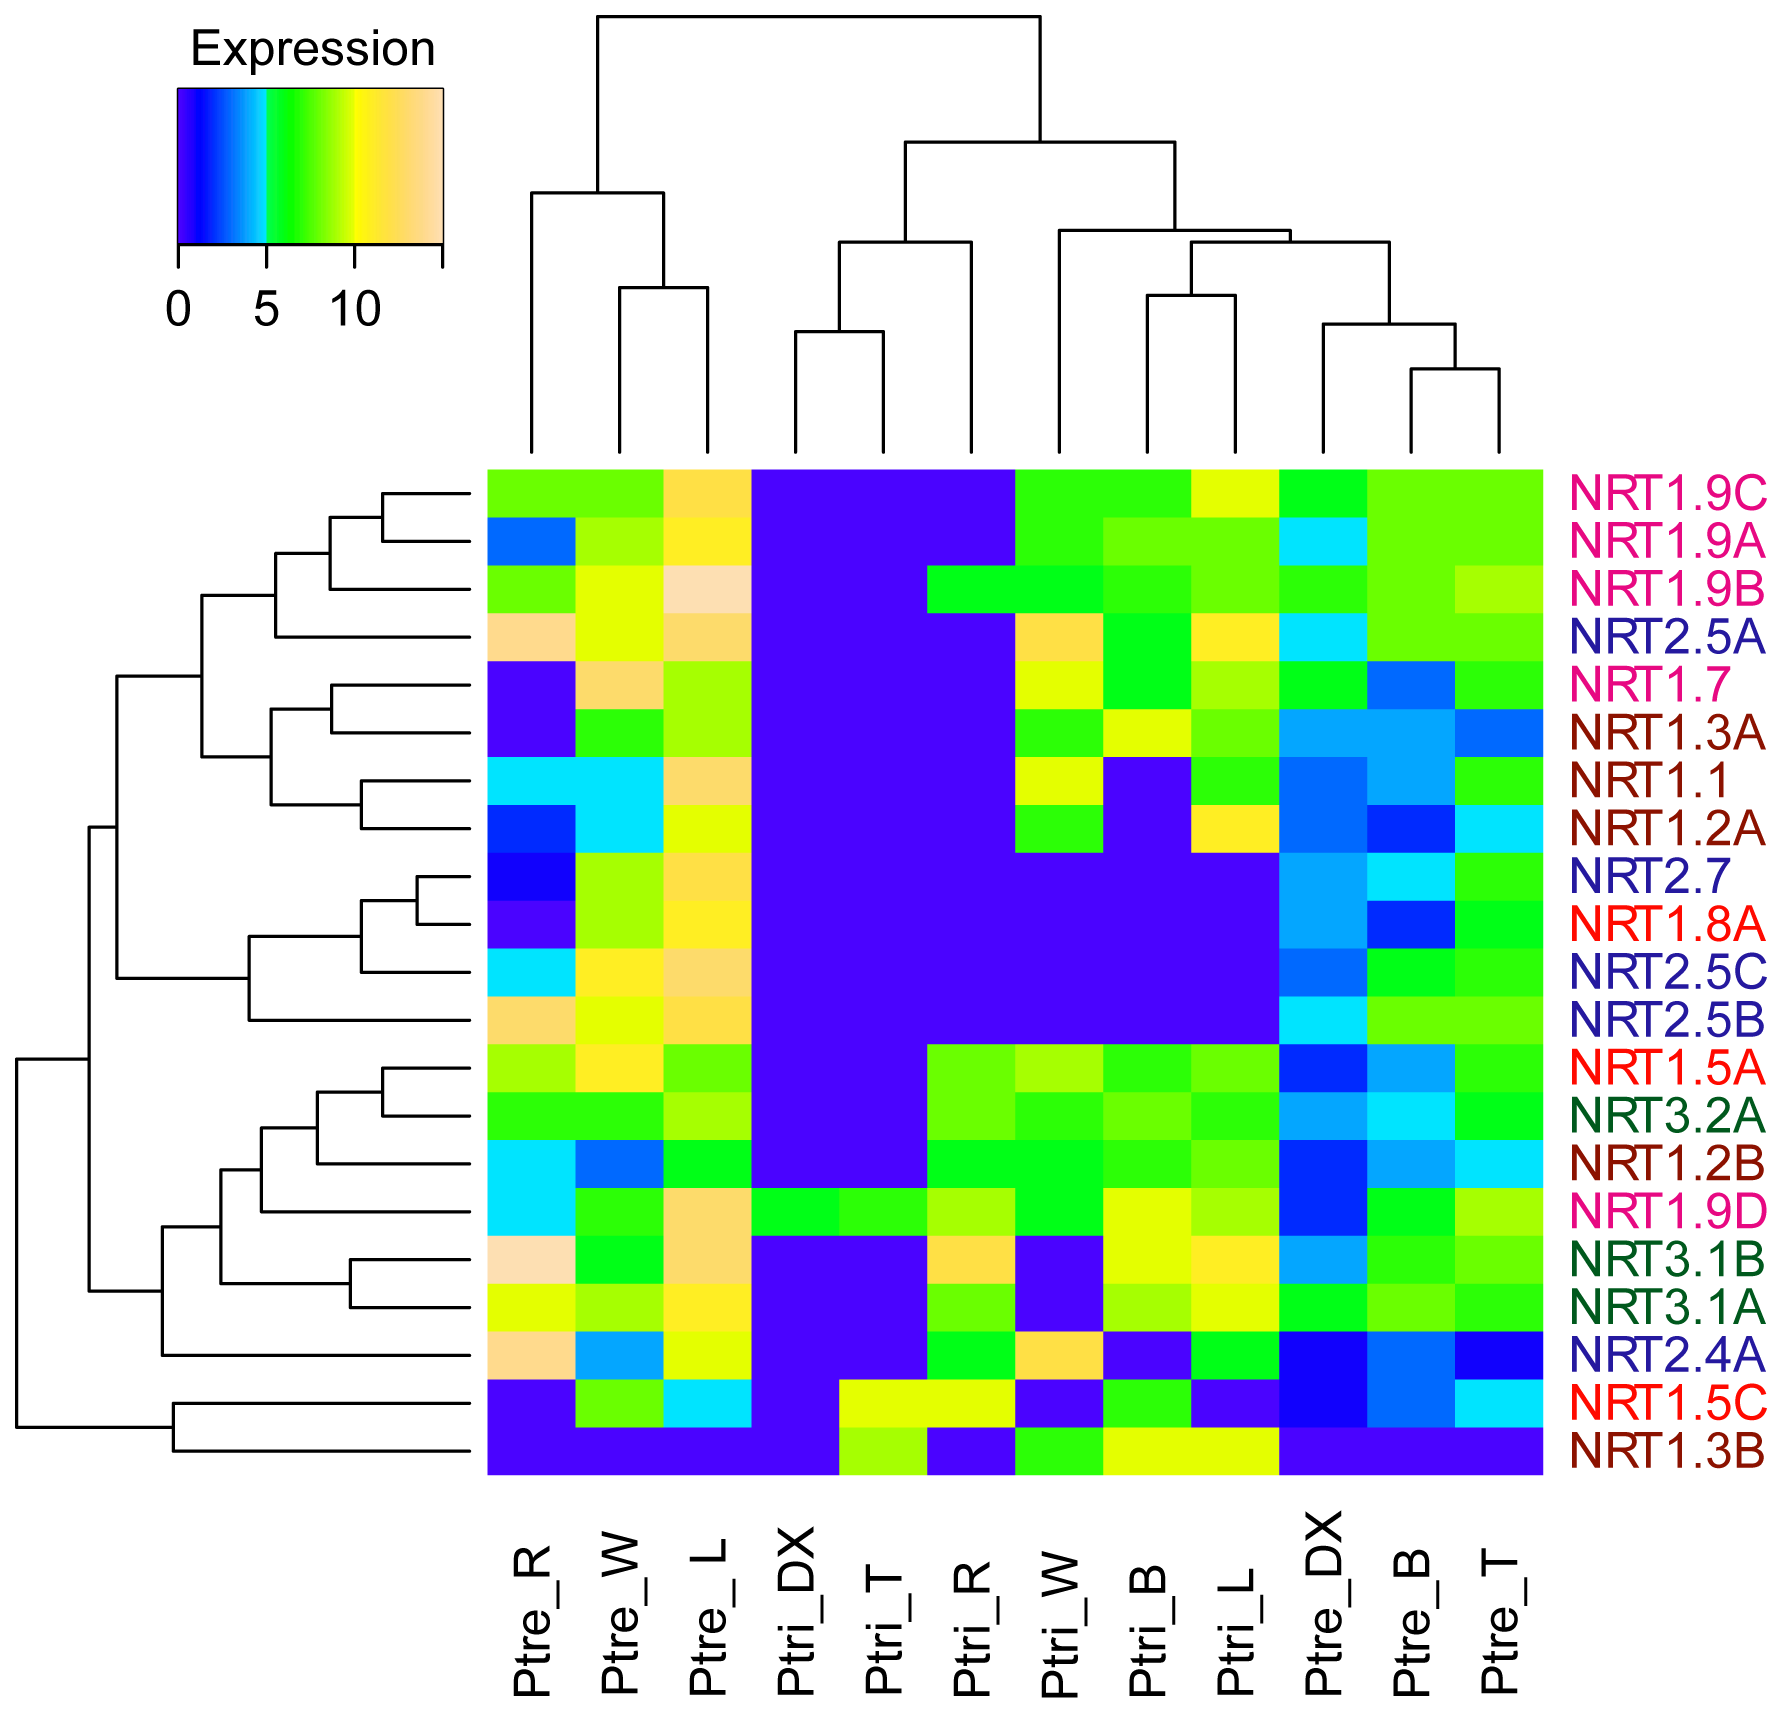 Expression
0 5 10
NRT1.9C
NRT1.9A
NRT1.9B
NRT2.5A
NRT1.7
NRT1.3A
NRT1.1
NRT1.2A
NRT2.7
NRT1.8A
NRT2.5C
NRT2.5B
NRT1.5A
NRT3.2A
NRT1.2B
NRT1.9D
NRT3.1B
NRT3.1A
NRT2.4A
NRT1.5C
NRT1.3B
Ptre_R
Ptre_W
Ptre_L
Ptri_DX
Ptri_T
Ptri_R
Ptri_W
Ptri_B
Ptri_L
Ptre_DX
Ptre_B
Ptre_T